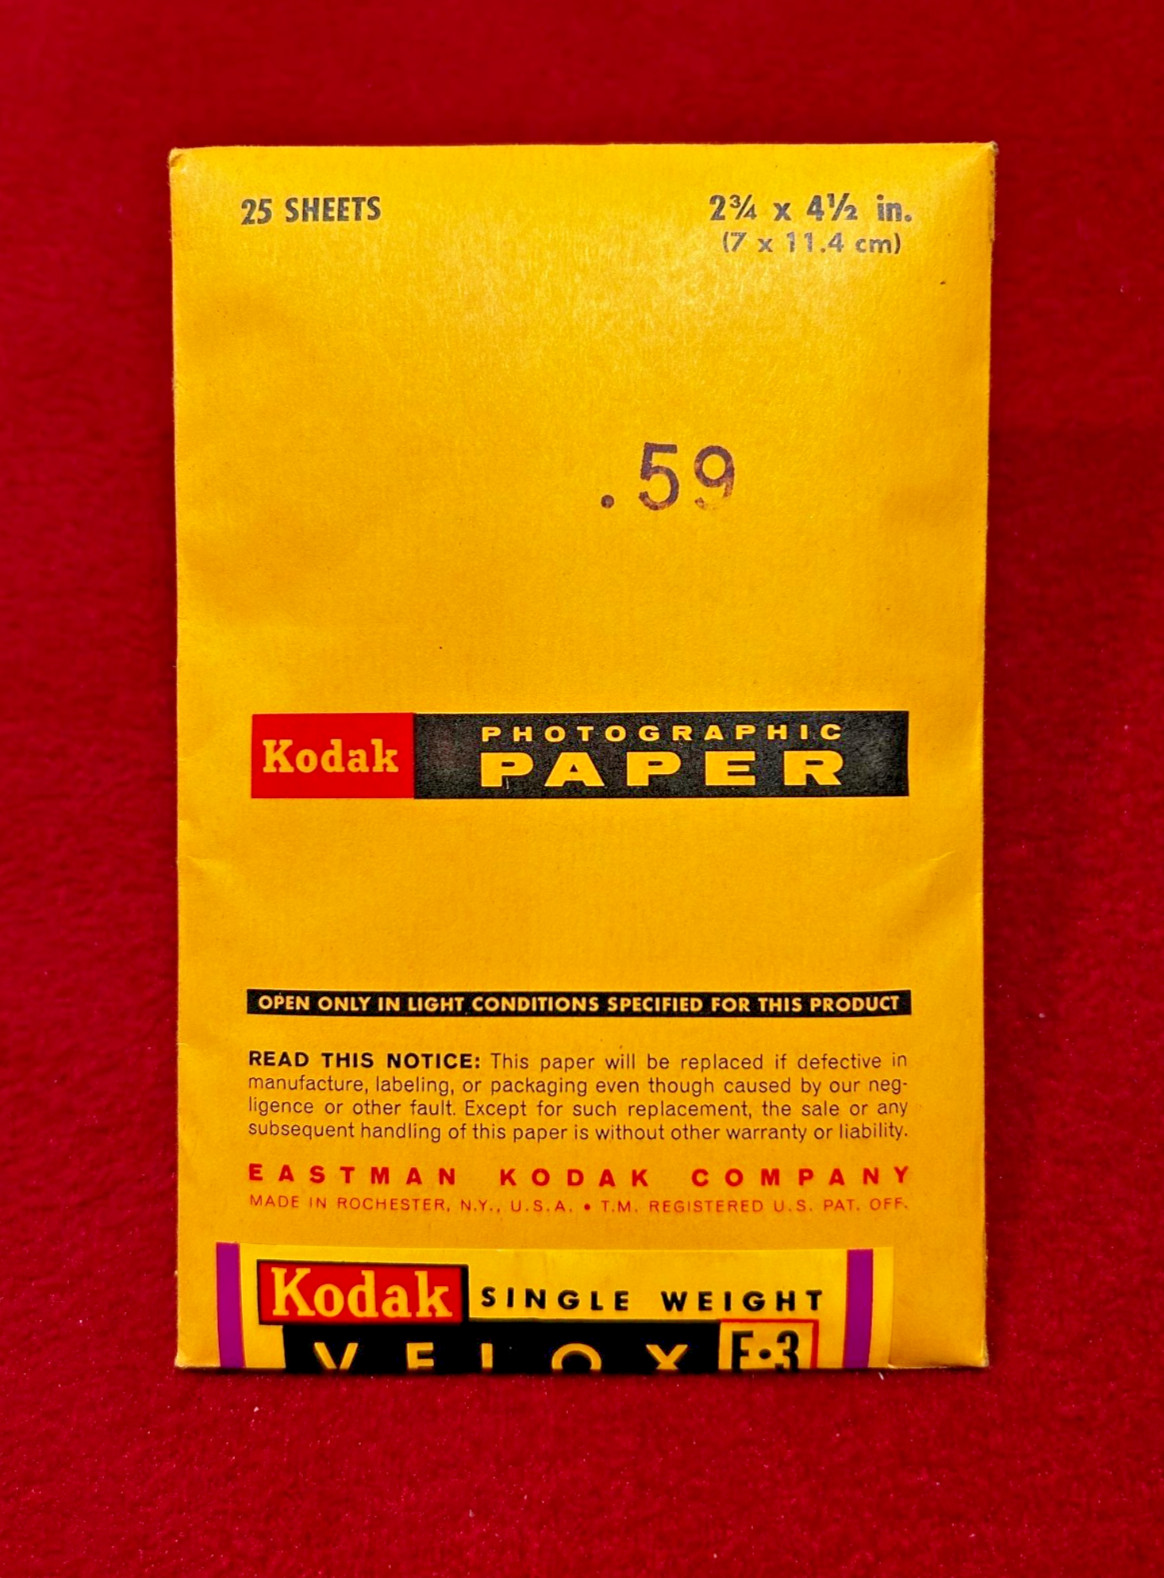 25 SHEETS
2¾ x 4½ in.
(7 x 11.4 cm)
.59
Kodak
PHOTOGRAPHIC
PAPER
OPEN ONLY IN LIGHT CONDITIONS SPECIFIED FOR THIS PRODUCT
READ THIS NOTICE: This paper will be replaced if defective in
manufacture, labeling, or packaging even though caused by our neg-
ligence or other fault. Except for such replacement, the sale or any
subsequent handling of this paper is without other warranty or liability.
EASTMAN KODAK COMPANY
MADE IN ROCHESTER, N.Y., U.S.A. • T.M. REGISTERED U.S. PAT. OFF.
Kodak SINGLE WEIGHT
VELOX F•3